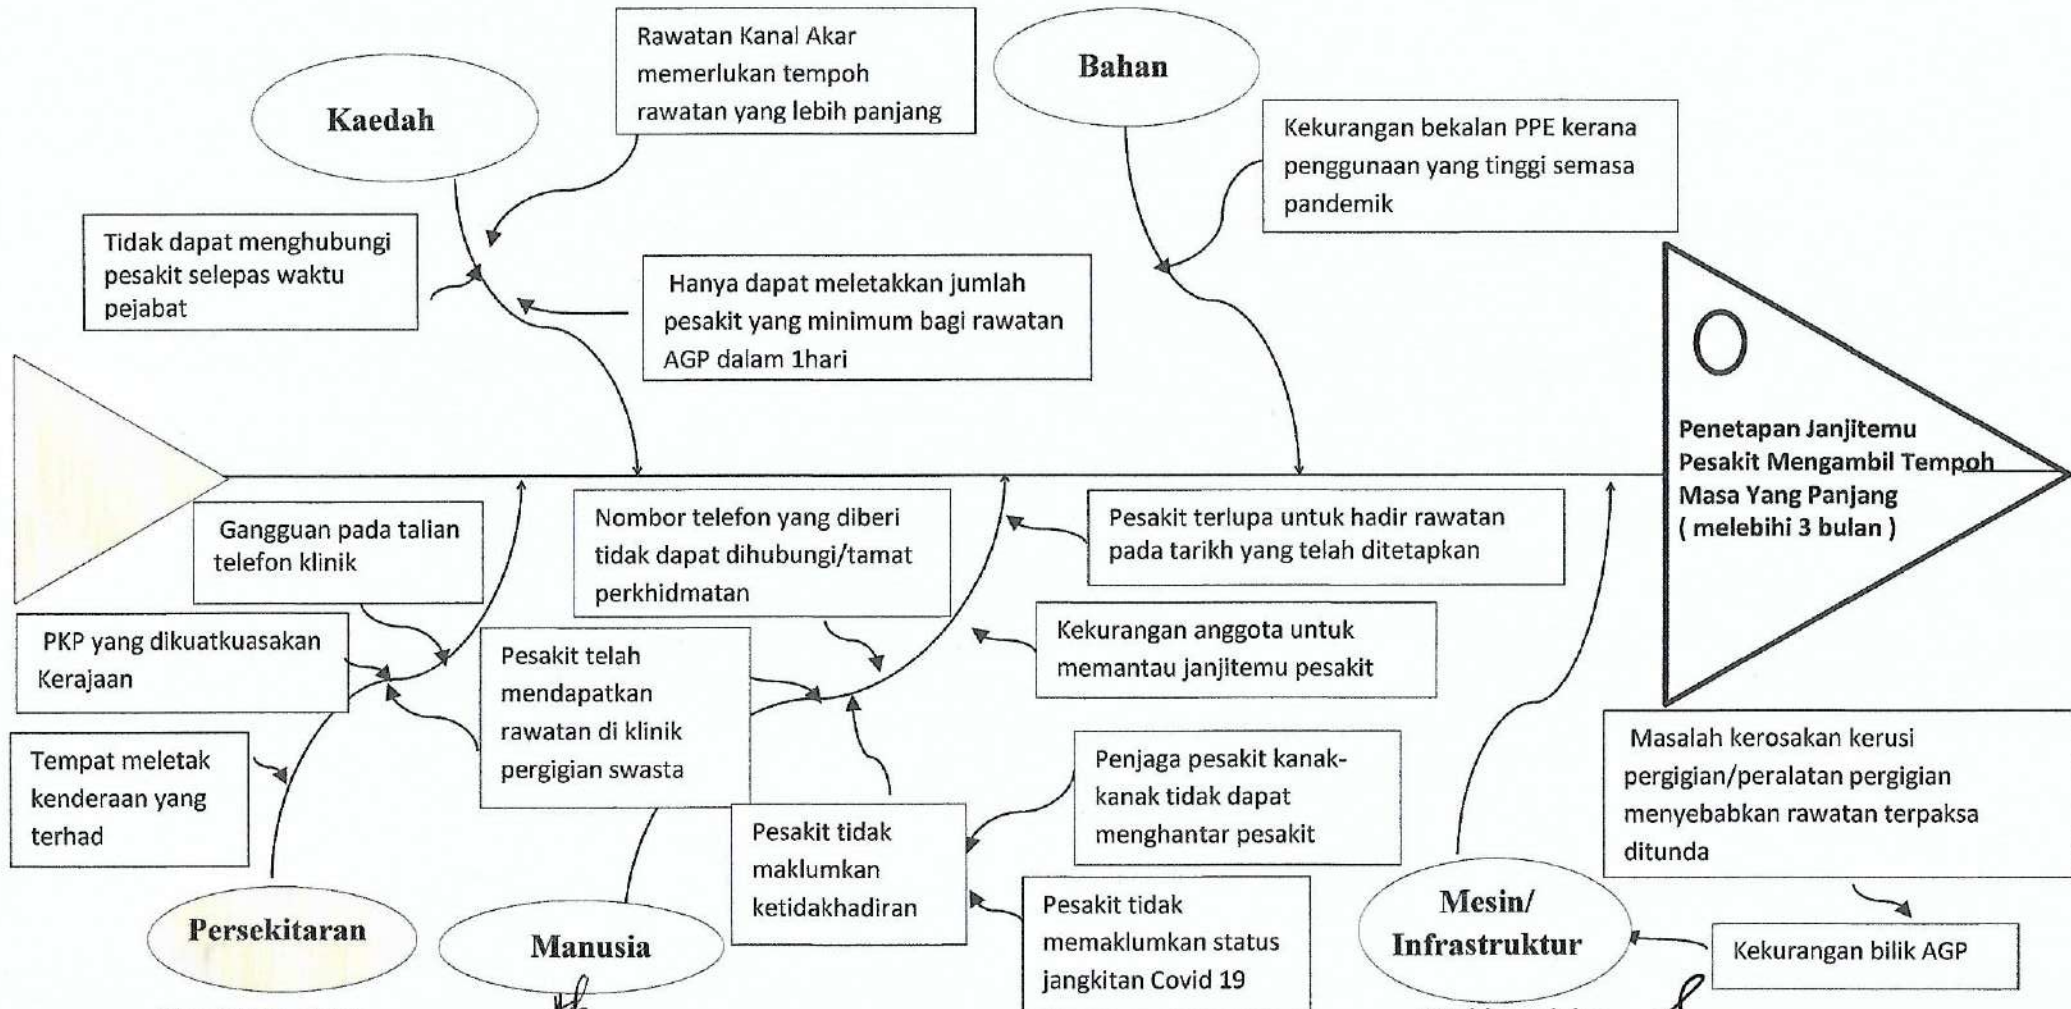 Kaedah
Rawatan Kanal Akar
memerlukan tempoh
rawatan yang lebih panjang
Bahan
Kekurangan bekalan PPE kerana
penggunaan yang tinggi semasa
pandemik
Tidak dapat menghubungi
pesakit selepas waktu
pejabat
Hanya dapat meletakkan jumlah
pesakit yang minimum bagi rawatan
AGP dalam 1hari
Penetapan Janjitemu
Pesakit Mengambil Tempoh
Masa Yang Panjang
( melebihi 3 bulan )
Gangguan pada talian
telefon klinik
Nombor telefon yang diberi
tidak dapat dihubungi/tamat
perkhidmatan
Pesakit terlupa untuk hadir rawatan
pada tarikh yang telah ditetapkan
PKP yang dikuatkuasakan
Kerajaan
Pesakit telah
mendapatkan
rawatan di klinik
pergigian swasta
Kekurangan anggota untuk
memantau janjitemu pesakit
Tempat meletak
kenderaan yang
terhad
Pesakit tidak
maklumkan
ketidakhadiran
Penjaga pesakit kanak-
kanak tidak dapat
menghantar pesakit
Masalah kerosakan kerusi
pergigian/peralatan pergigian
menyebabkan rawatan terpaksa
ditunda
Persekitaran
Manusia
Pesakit tidak
memaklumkan status
jangkitan Covid 19
Mesin/
Infrastruktur
Kekurangan bilik AGP